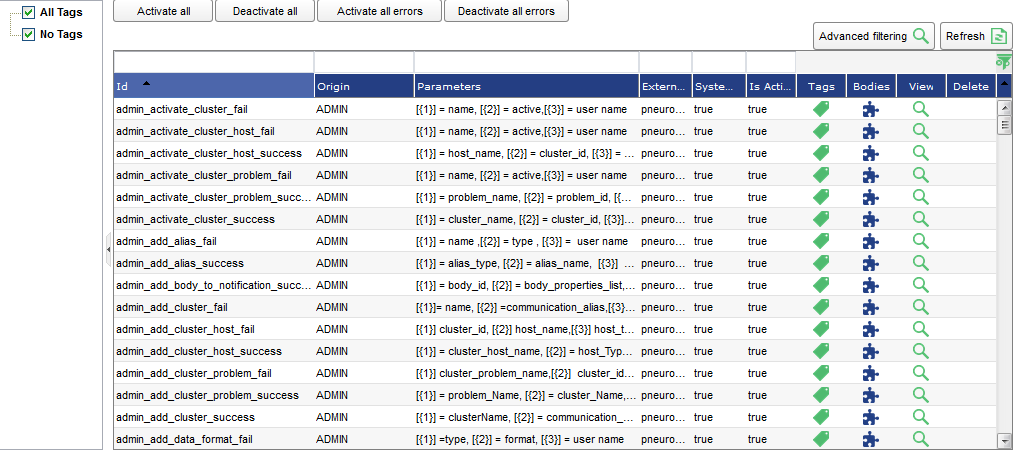 All Tags
No Tags
Activate all Deactivate all Activate all errors Deactivate all errors
Advanced filtering Refresh
Id Origin Parameters Extern... Syste... Is Acti... Tags Bodies View Delete
admin_activate_cluster_fail ADMIN [{1}] = name, [{2}] = active,[{3}] = user name pneuro... true true
admin_activate_cluster_host_fail ADMIN [{1}] = name, [{2}] = active,[{3}] = user name pneuro... true true
admin_activate_cluster_host_success ADMIN [{1}] = host_name, [{2}] = cluster_id, [{3}] = ... pneuro... true true
admin_activate_cluster_problem_fail ADMIN [{1}] = name, [{2}] = active,[{3}] = user name pneuro... true true
admin_activate_cluster_problem_succ... ADMIN [{1}] = problem_name, [{2}] = problem_id, [{... pneuro... true true
admin_activate_cluster_success ADMIN [{1}] = cluster_name, [{2}] = cluster_id, [{3}]... pneuro... true true
admin_add_alias_fail ADMIN [{1}] = name ,[{2}] = type , [{3}] = user name pneuro... true true
admin_add_alias_success ADMIN [{1}] = alias_type, [{2}] = alias_name, [{3}] ... pneuro... true true
admin_add_body_to_notification_succ... ADMIN [{1}] = body_id, [{2}] = body_properties_list,... pneuro... true true
admin_add_cluster_fail ADMIN [{1}]= name, [{2}] =communication_alias,[{3}... pneuro... true true
admin_add_cluster_host_fail ADMIN [{1}] cluster_id, [{2}] host_name,[{3}] host_t... pneuro... true true
admin_add_cluster_host_success ADMIN [{1}] = cluster_host_name, [{2}] = host_Typ... pneuro... true true
admin_add_cluster_problem_fail ADMIN [{1}] cluster_problem_name,[{2}] cluster_id... pneuro... true true
admin_add_cluster_problem_success ADMIN [{1}] = problem_Name, [{2}] = cluster_Name,... pneuro... true true
admin_add_cluster_success ADMIN [{1}] = clusterName, [{2}] = communication_... pneuro... true true
admin_add_data_format_fail ADMIN [{1}] =type, [{2}] = format, [{3}] = user name pneuro... true true